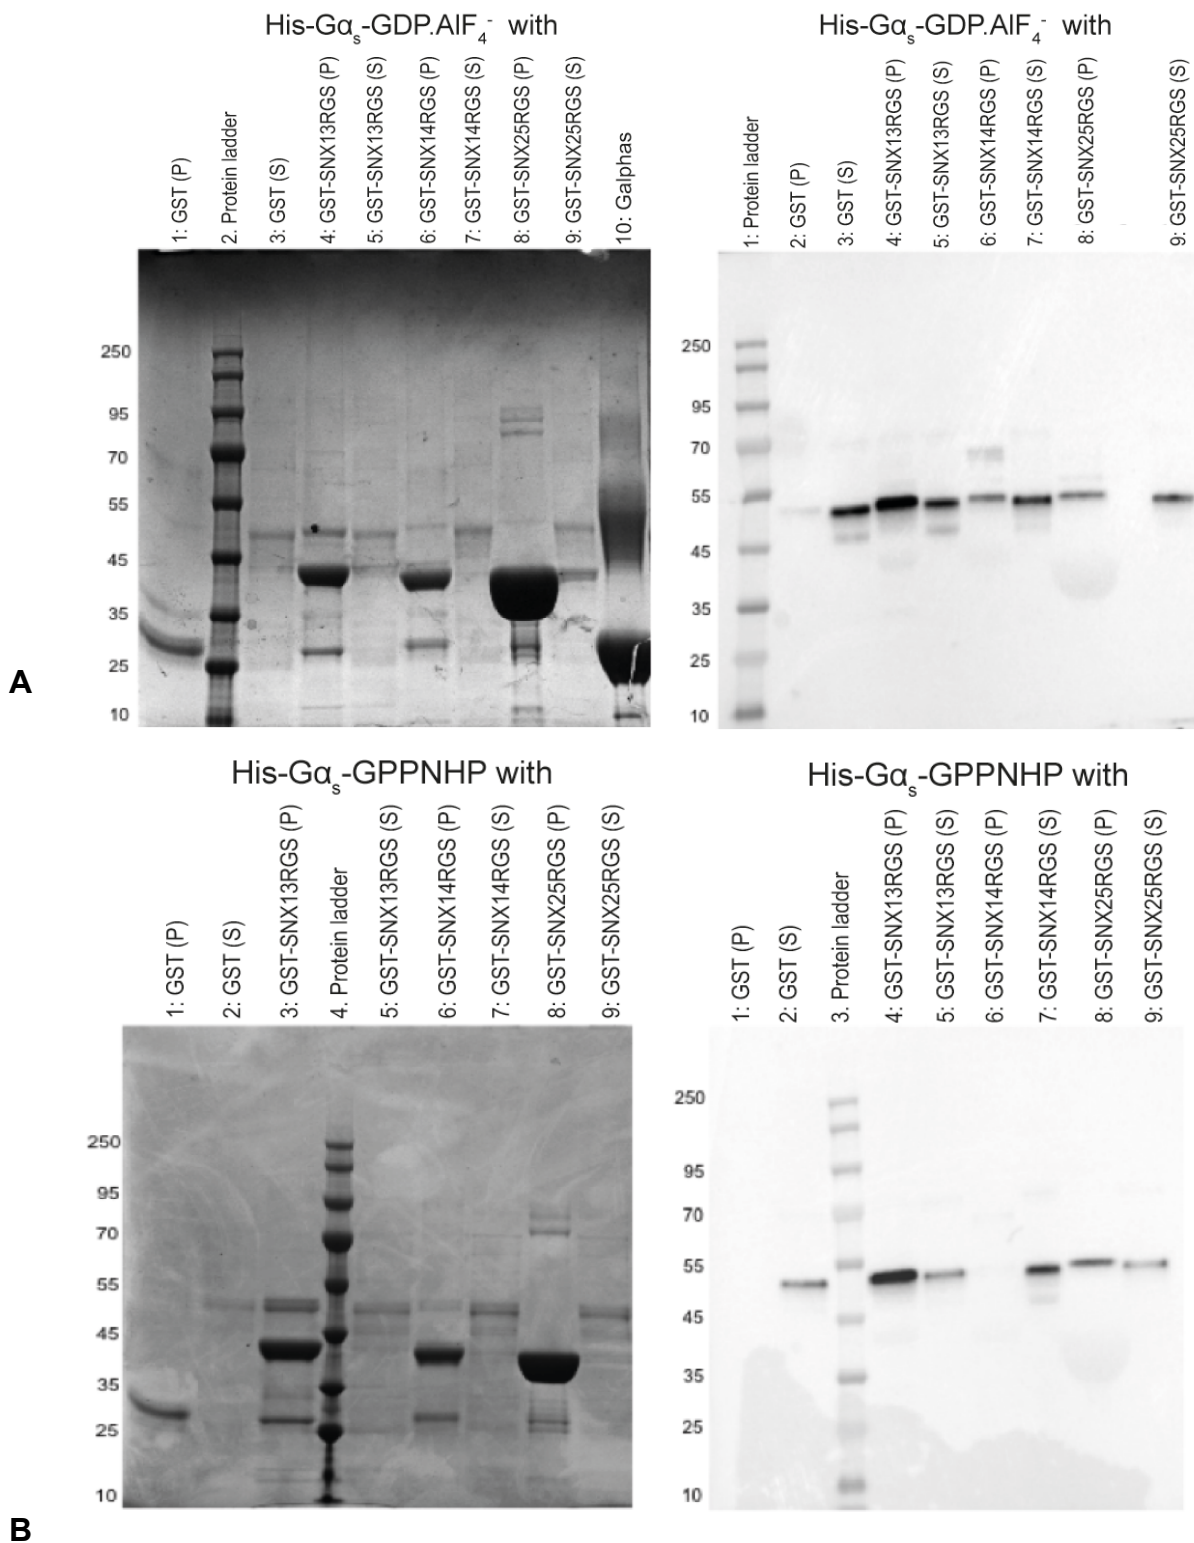 His-Gαs-GDP.AlF4- with
1: GST (P)
2. Protein ladder
3: GST (S)
4: GST-SNX13RGS (P)
5: GST-SNX13RGS (S)
6: GST-SNX14RGS (P)
7: GST-SNX14RGS (S)
8: GST-SNX25RGS (P)
9: GST-SNX25RGS (S)
10: Galphas
250
95
70
55
45
35
25
10
His-Gαs-GDP.AlF4- with
1: Protein ladder
2: GST (P)
3: GST (S)
4: GST-SNX13RGS (P)
5: GST-SNX13RGS (S)
6: GST-SNX14RGS (P)
7: GST-SNX14RGS (S)
8: GST-SNX25RGS (P)
9: GST-SNX25RGS (S)
250
95
70
55
45
35
25
10
A
His-Gαs-GPPNHP with
1: GST (P)
2: GST (S)
3: GST-SNX13RGS (P)
4. Protein ladder
5: GST-SNX13RGS (S)
6: GST-SNX14RGS (P)
7: GST-SNX14RGS (S)
8: GST-SNX25RGS (P)
9: GST-SNX25RGS (S)
250
95
70
55
45
35
25
10
His-Gαs-GPPNHP with
1: GST (P)
2: GST (S)
3. Protein ladder
4: GST-SNX13RGS (P)
5: GST-SNX13RGS (S)
6: GST-SNX14RGS (P)
7: GST-SNX14RGS (S)
8: GST-SNX25RGS (P)
9: GST-SNX25RGS (S)
250
95
70
55
45
35
25
10
B